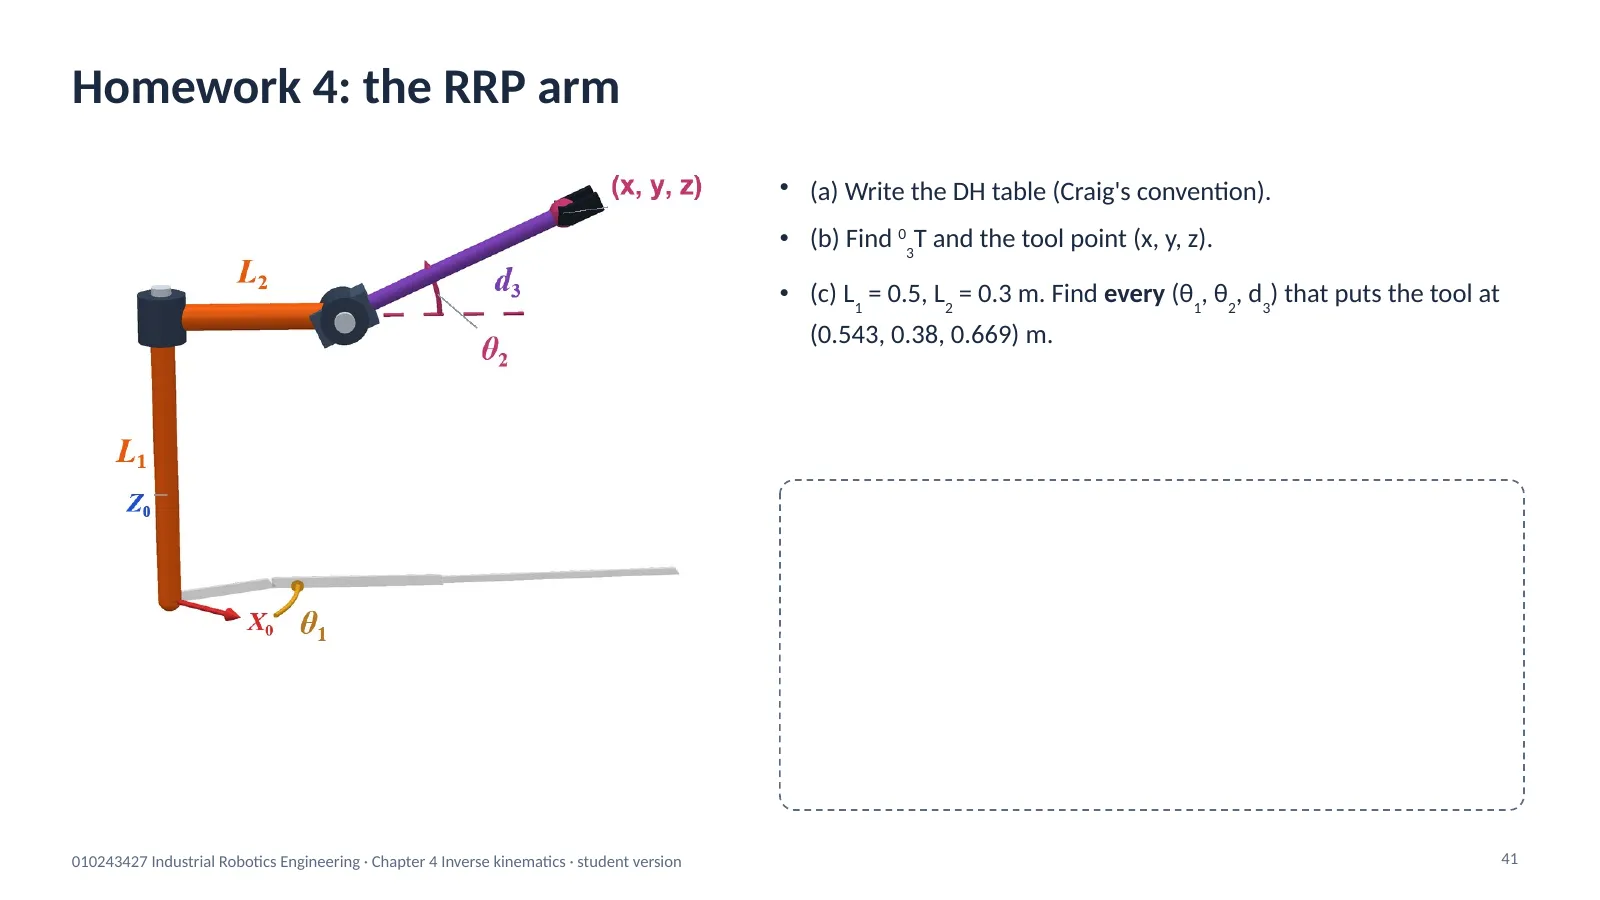 Homework 4: the RRP arm
(x, y, z)
L₂
d₃
θ₂
L₁
Z₀
X₀
θ₁
• (a) Write the DH table (Craig's convention).
• (b) Find ⁰₃T and the tool point (x, y, z).
• (c) L₁ = 0.5, L₂ = 0.3 m. Find every (θ₁, θ₂, d₃) that puts the tool at
(0.543, 0.38, 0.669) m.
010243427 Industrial Robotics Engineering · Chapter 4 Inverse kinematics · student version
41